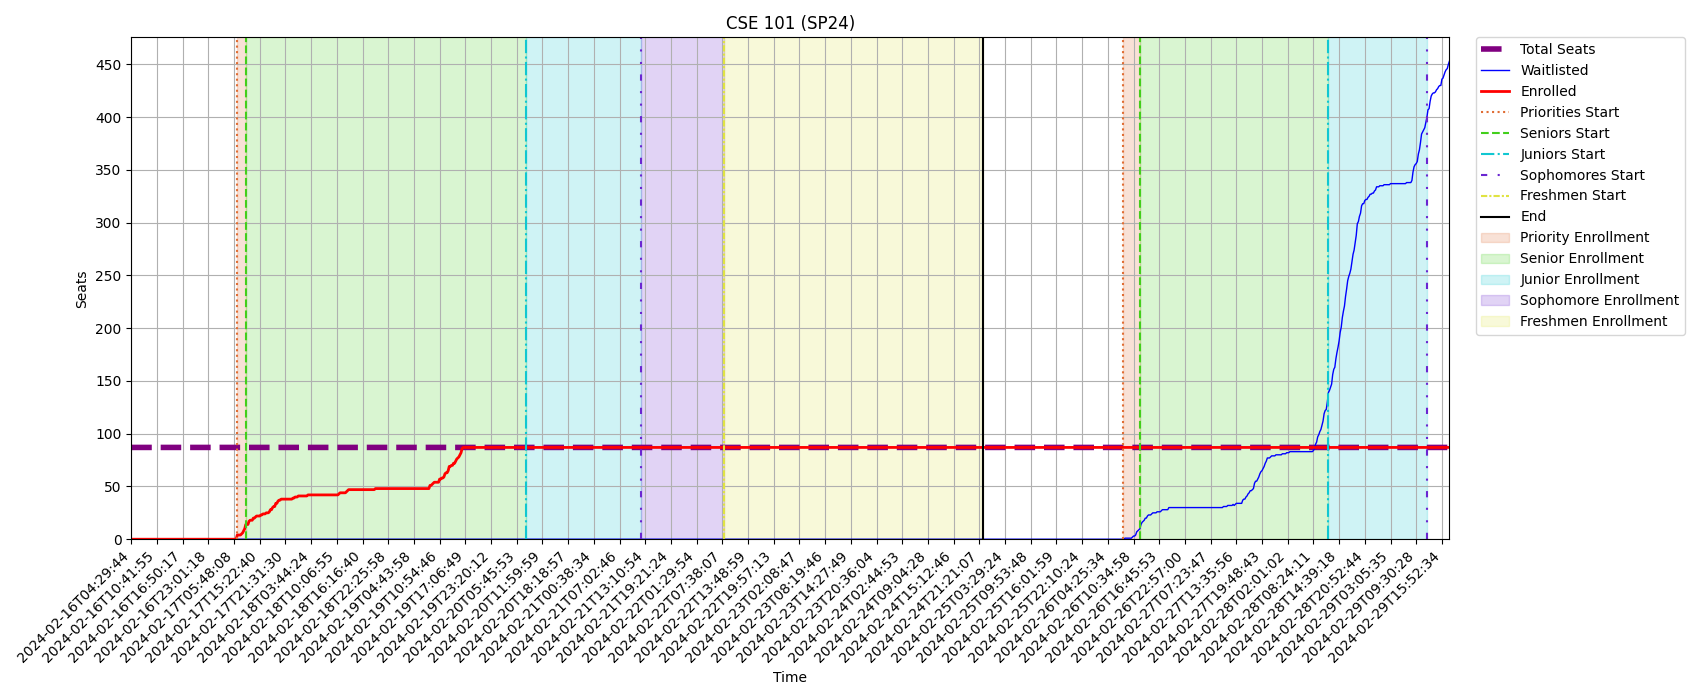 CSE 101 (SP24)
Seats
450
400
350
300
250
200
150
100
50
0
2024-02-16T04:29:44
2024-02-16T10:41:55
2024-02-16T16:50:17
2024-02-16T23:01:18
2024-02-17T05:48:08
2024-02-17T15:22:40
2024-02-17T21:31:30
2024-02-18T03:44:24
2024-02-18T10:06:55
2024-02-18T16:16:40
2024-02-18T22:25:58
2024-02-19T04:43:58
2024-02-19T10:54:46
2024-02-19T17:06:49
2024-02-19T23:20:12
2024-02-20T05:45:53
2024-02-20T11:59:59
2024-02-20T18:18:57
2024-02-21T00:38:34
2024-02-21T07:02:46
2024-02-21T13:10:54
2024-02-21T19:21:24
2024-02-22T01:29:54
2024-02-22T07:38:07
2024-02-22T13:48:59
2024-02-22T19:57:13
2024-02-23T02:08:47
2024-02-23T08:19:46
2024-02-23T14:27:49
2024-02-23T20:36:04
2024-02-24T02:44:53
2024-02-24T09:04:28
2024-02-24T15:12:46
2024-02-24T21:21:07
2024-02-25T03:29:24
2024-02-25T09:53:48
2024-02-25T16:01:59
2024-02-25T22:10:24
2024-02-26T04:25:34
2024-02-26T10:34:58
2024-02-26T16:45:53
2024-02-26T22:57:00
2024-02-27T07:23:47
2024-02-27T13:35:56
2024-02-27T19:48:43
2024-02-28T02:01:02
2024-02-28T08:24:11
2024-02-28T14:39:18
2024-02-28T20:52:44
2024-02-29T03:05:35
2024-02-29T09:30:28
2024-02-29T15:52:34
Time
Total Seats
Waitlisted
Enrolled
Priorities Start
Seniors Start
Juniors Start
Sophomores Start
Freshmen Start
End
Priority Enrollment
Senior Enrollment
Junior Enrollment
Sophomore Enrollment
Freshmen Enrollment